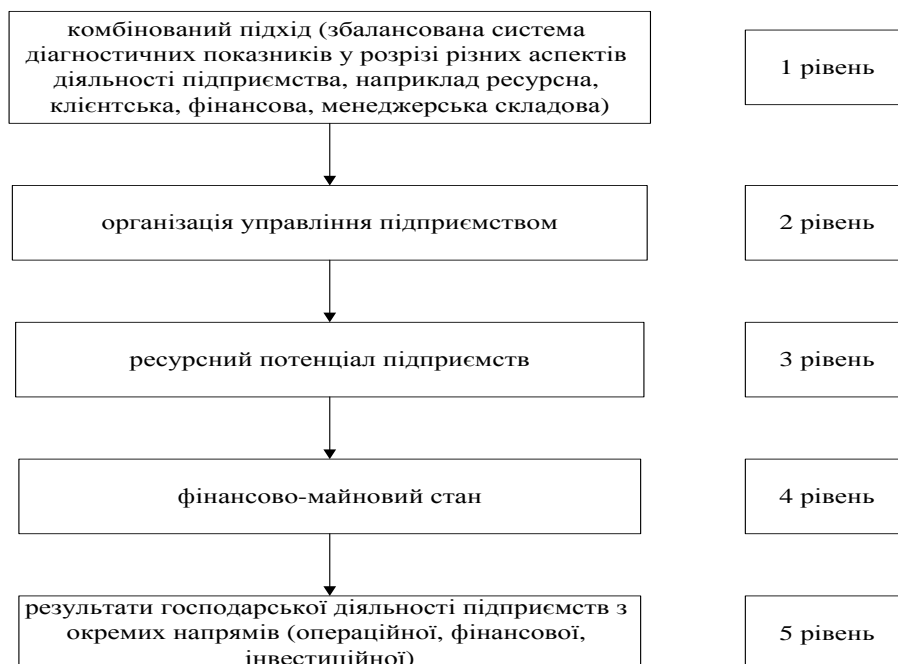 комбінований підхід (збалансована система
діагностичних показників у розрізі різних аспектів
діяльності підприємства, наприклад ресурсна,
клієнтська, фінансова, менеджерська складова)
1 рівень
організація управління підприємством
2 рівень
ресурсний потенціал підприємств
3 рівень
фінансово-майновий стан
4 рівень
результати господарської діяльності підприємств з
окремих напрямів (операційної, фінансової,
інвестиційної)
5 рівень